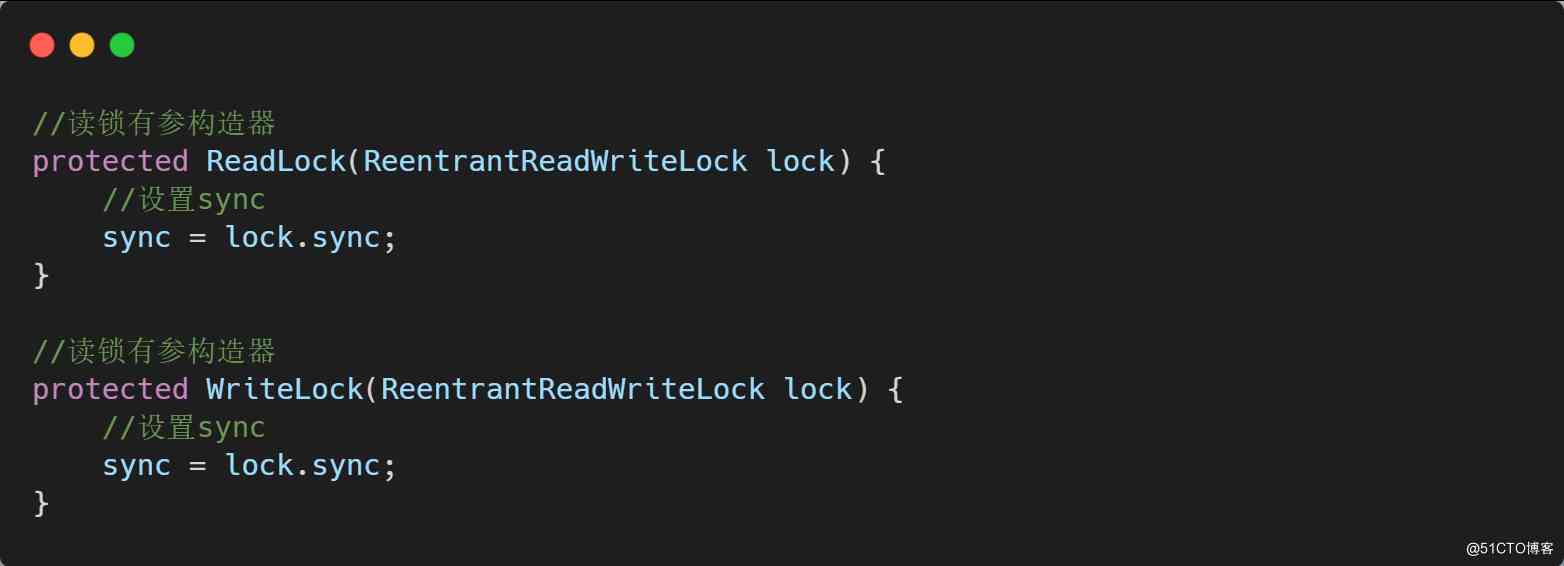 //读锁有参构造器
protected ReadLock(ReentrantReadWriteLock lock) {
    //设置sync
    sync = lock.sync;
}
//读锁有参构造器
protected WriteLock(ReentrantReadWriteLock lock) {
    //设置sync
    sync = lock.sync;
}
@51CTO博客